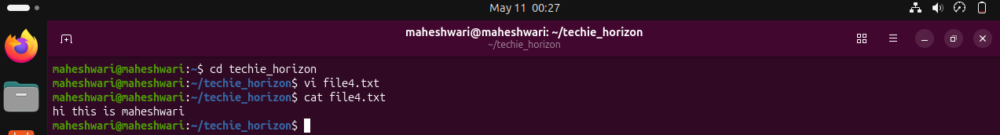 May 11 00:27
maheshwari@maheshwari: ~/techie_horizon
~/techie_horizon
maheshwari@maheshwari:~$ cd techie_horizon
maheshwari@maheshwari:~/techie_horizon$ vi file4.txt
maheshwari@maheshwari:~/techie_horizon$ cat file4.txt
hi this is maheshwari
maheshwari@maheshwari:~/techie_horizon$